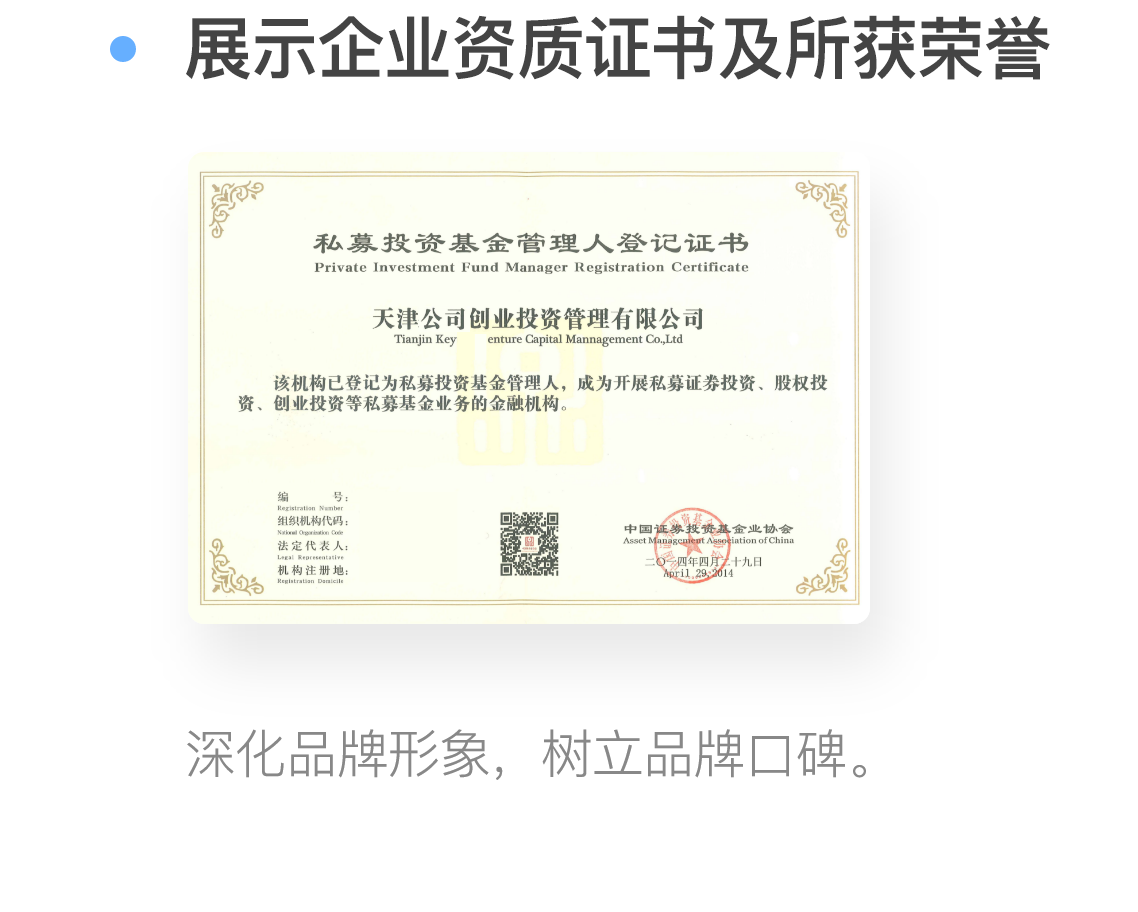 展示企业资质证书及所获荣誉
私募投资基金管理人登记证书
Private Investment Fund Manager Registration Certificate
天津公司创业投资管理有限公司
Tianjin Key enture Capital Mannagement Co.,Ltd
该机构已登记为私募投资基金管理人，成为开展私募证券投资、股权投
资、创业投资等私募基金业务的金融机构。
编 号：
Registration Number
组织机构代码：
National Organization Code
法定代表人：
Legal Representative
机构注册地：
Registration Domicile
中国证券投资基金业协会
Asset Management Association of China
二〇 四年四月二十九日
April 29, 2014
深化品牌形象，树立品牌口碑。